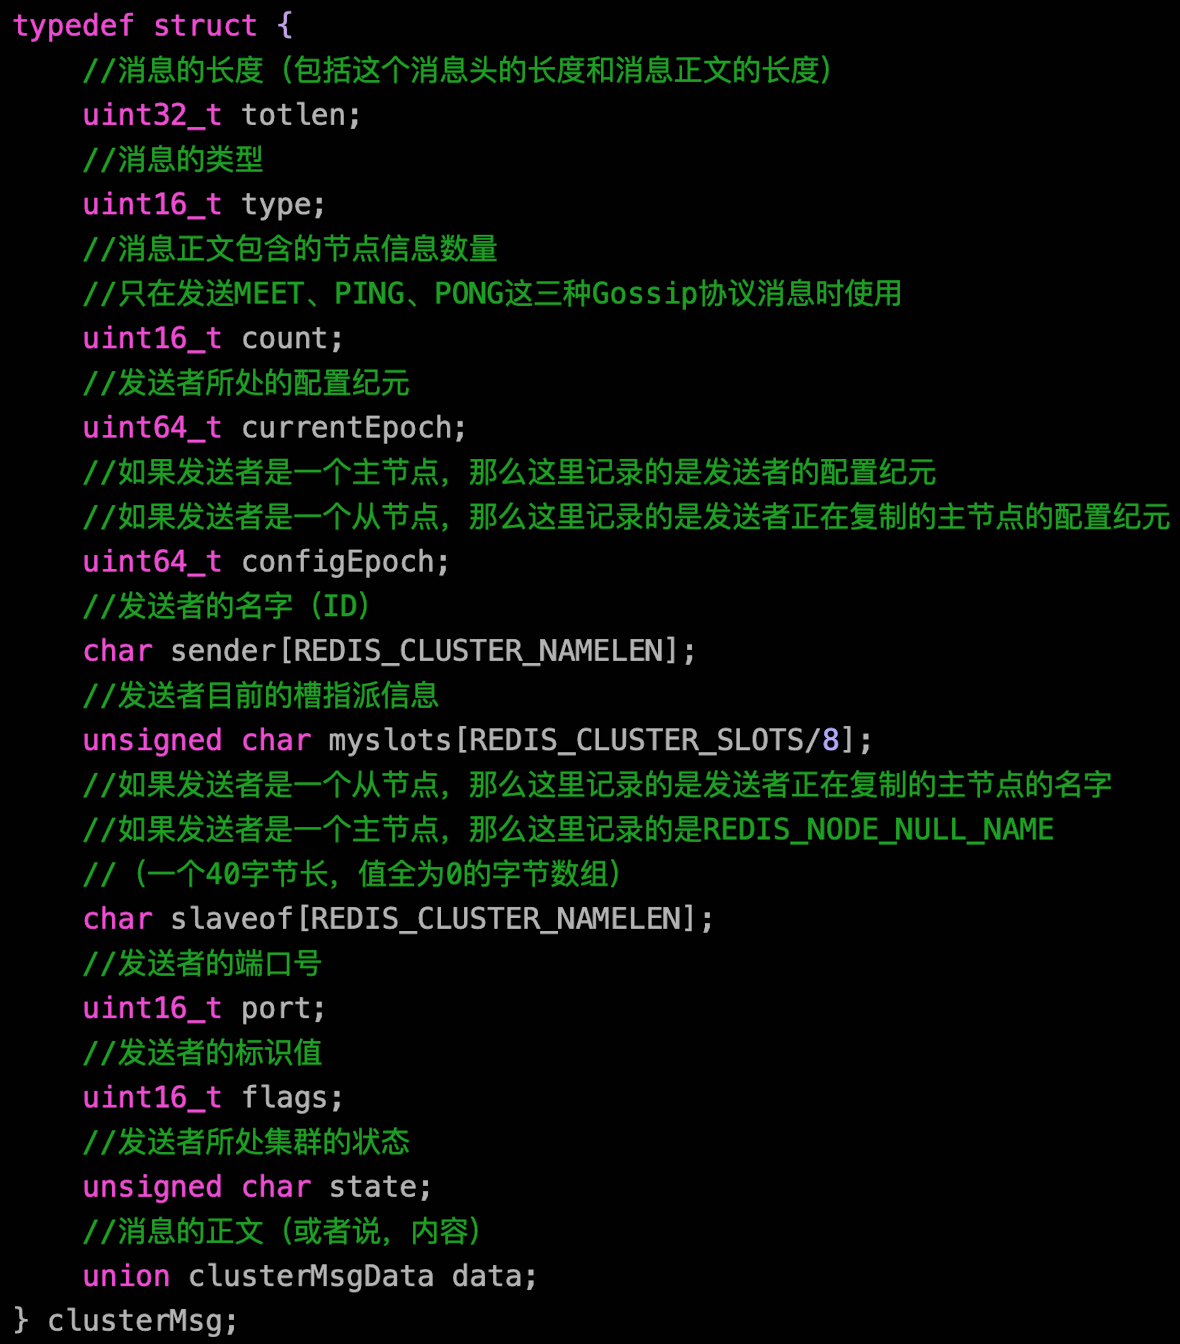 typedef struct {
    //消息的长度（包括这个消息头的长度和消息正文的长度）
    uint32_t totlen;
    //消息的类型
    uint16_t type;
    //消息正文包含的节点信息数量
    //只在发送MEET、PING、PONG这三种Gossip协议消息时使用
    uint16_t count;
    //发送者所处的配置纪元
    uint64_t currentEpoch;
    //如果发送者是一个主节点，那么这里记录的是发送者的配置纪元
    //如果发送者是一个从节点，那么这里记录的是发送者正在复制的主节点的配置纪元
    uint64_t configEpoch;
    //发送者的名字（ID）
    char sender[REDIS_CLUSTER_NAMELEN];
    //发送者目前的槽指派信息
    unsigned char myslots[REDIS_CLUSTER_SLOTS/8];
    //如果发送者是一个从节点，那么这里记录的是发送者正在复制的主节点的名字
    //如果发送者是一个主节点，那么这里记录的是REDIS_NODE_NULL_NAME
    //（一个40字节长，值全为0的字节数组）
    char slaveof[REDIS_CLUSTER_NAMELEN];
    //发送者的端口号
    uint16_t port;
    //发送者的标识值
    uint16_t flags;
    //发送者所处集群的状态
    unsigned char state;
    //消息的正文（或者说，内容）
    union clusterMsgData data;
} clusterMsg;